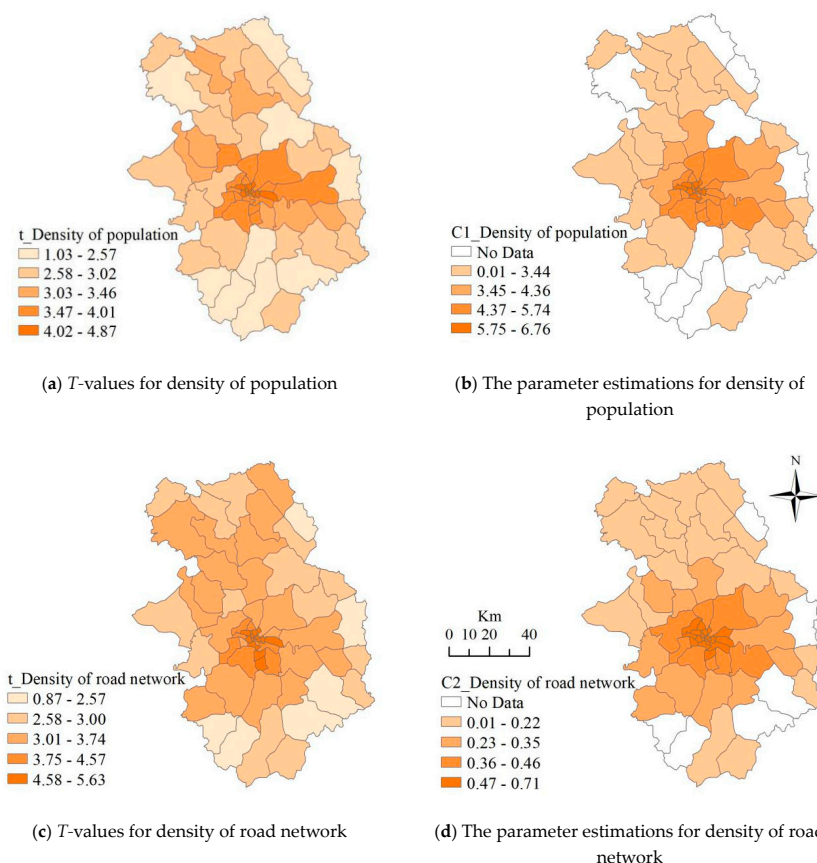 t_Density of population
1.03 - 2.57
2.58 - 3.02
3.03 - 3.46
3.47 - 4.01
4.02 - 4.87
C1_Density of population
No Data
0.01 - 3.44
3.45 - 4.36
4.37 - 5.74
5.75 - 6.76
(a) T-values for density of population
(b) The parameter estimations for density of
population
N
Km
0 10 20 40
t_Density of road network
0.87 - 2.57
2.58 - 3.00
3.01 - 3.74
3.75 - 4.57
4.58 - 5.63
C2_Density of road network
No Data
0.01 - 0.22
0.23 - 0.35
0.36 - 0.46
0.47 - 0.71
(c) T-values for density of road network
(d) The parameter estimations for density of road
network